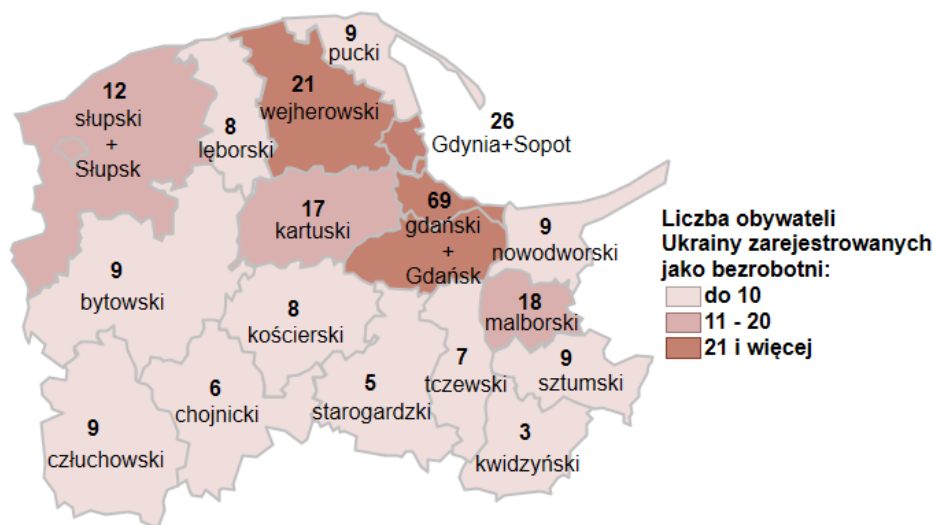 9
pucki
12
słupski
+
Słupsk
21
wejherowski
8
lęborski
26
Gdynia+Sopot
17
kartuski
69
gdański
+
Gdańsk
9
nowodworski
9
bytowski
8
kościerski
18
malborski
7
tczewski
9
sztumski
6
chojnicki
5
starogardzki
9
człuchowski
3
kwidzyński
Liczba obywateli
Ukrainy zarejestrowanych
jako bezrobotni:
do 10
11 - 20
21 i więcej